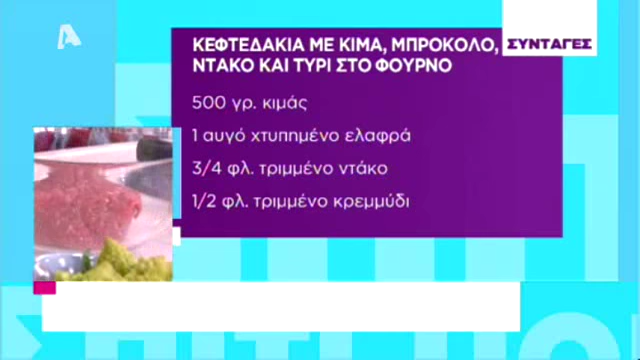 ΚΕΦΤΕΔΑΚΙΑ ΜΕ ΚΙΜΑ, ΜΠΡΟΚΟΛΟ,
ΝΤΑΚΟ ΚΑΙ ΤΥΡΙ ΣΤΟ ΦΟΥΡΝΟ
ΣΥΝΤΑΓΕΣ
500 γρ. κιμάς
1 αυγό χτυπημένο ελαφρά
3/4 φλ. τριμμένο ντάκο
1/2 φλ. τριμμένο κρεμμύδι